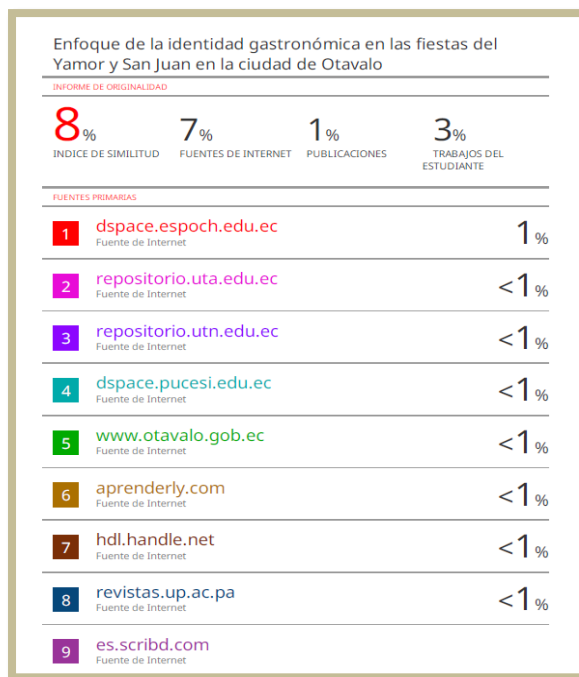 Enfoque de la identidad gastronómica en las fiestas del
Yamor y San Juan en la ciudad de Otavalo
INFORME DE ORIGINALIDAD
8% 7% 1% 3%
INDICE DE SIMILITUD FUENTES DE INTERNET PUBLICACIONES TRABAJOS DEL
ESTUDIANTE
FUENTES PRIMARIAS
1 dspace.espoch.edu.ec 1%
Fuente de Internet
2 repositorio.uta.edu.ec <1%
Fuente de Internet
3 repositorio.utn.edu.ec <1%
Fuente de Internet
4 dspace.pucesi.edu.ec <1%
Fuente de Internet
5 www.otavalo.gob.ec <1%
Fuente de Internet
6 aprenderly.com <1%
Fuente de Internet
7 hdl.handle.net <1%
Fuente de Internet
8 revistas.up.ac.pa <1%
Fuente de Internet
9 es.scribd.com
Fuente de Internet